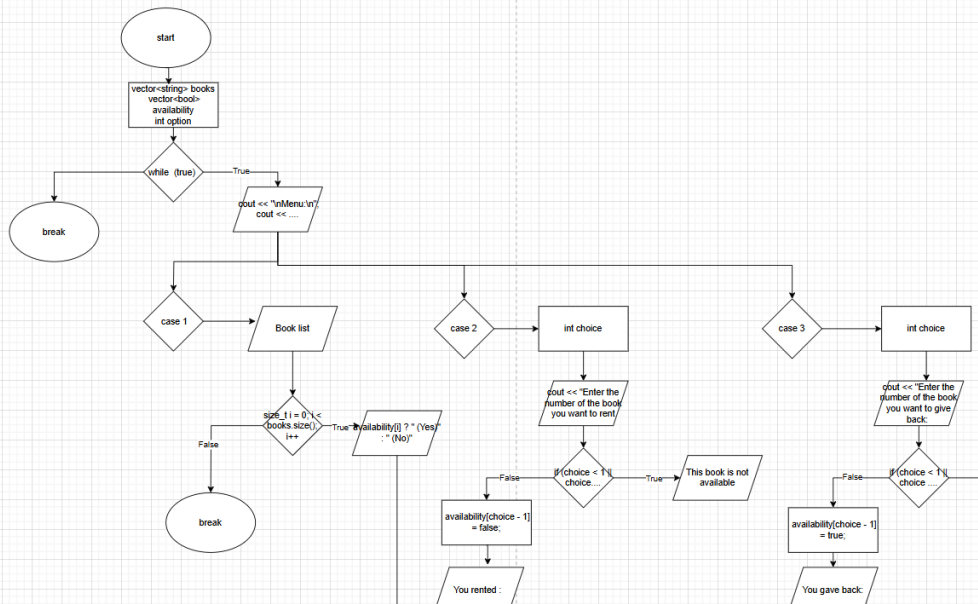 start
vector<string> books
vector<bool>
availability
int option
while (true)
True
break
cout << "\nMenu:\n";
cout << ....
case 1
Book list
case 2
int choice
case 3
int choice
cout << "Enter the
number of the book
you want to rent
cout << "Enter the
number of the book
you want to give
back:
size_t i = 0; i <
books.size();
i++
False
True
availability[i] ? " (Yes)"
: " (No)"
if (choice < 1 ||
choice....
False
True
This book is not
available
if (choice < 1 ||
choice ....
False
break
availability[choice - 1]
= false;
availability[choice - 1]
= true;
You rented :
You gave back: